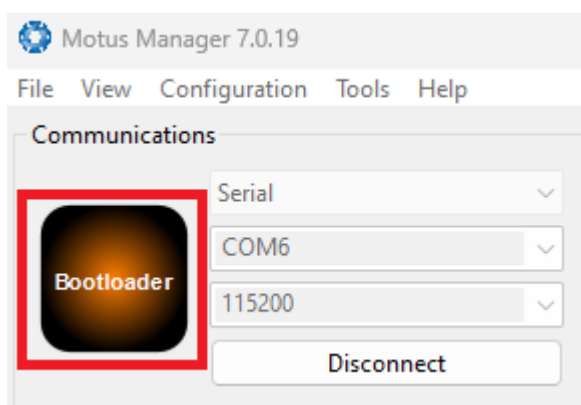 Motus Manager 7.0.19
File View Configuration Tools Help
Communications
Serial
COM6
Bootloader
115200
Disconnect